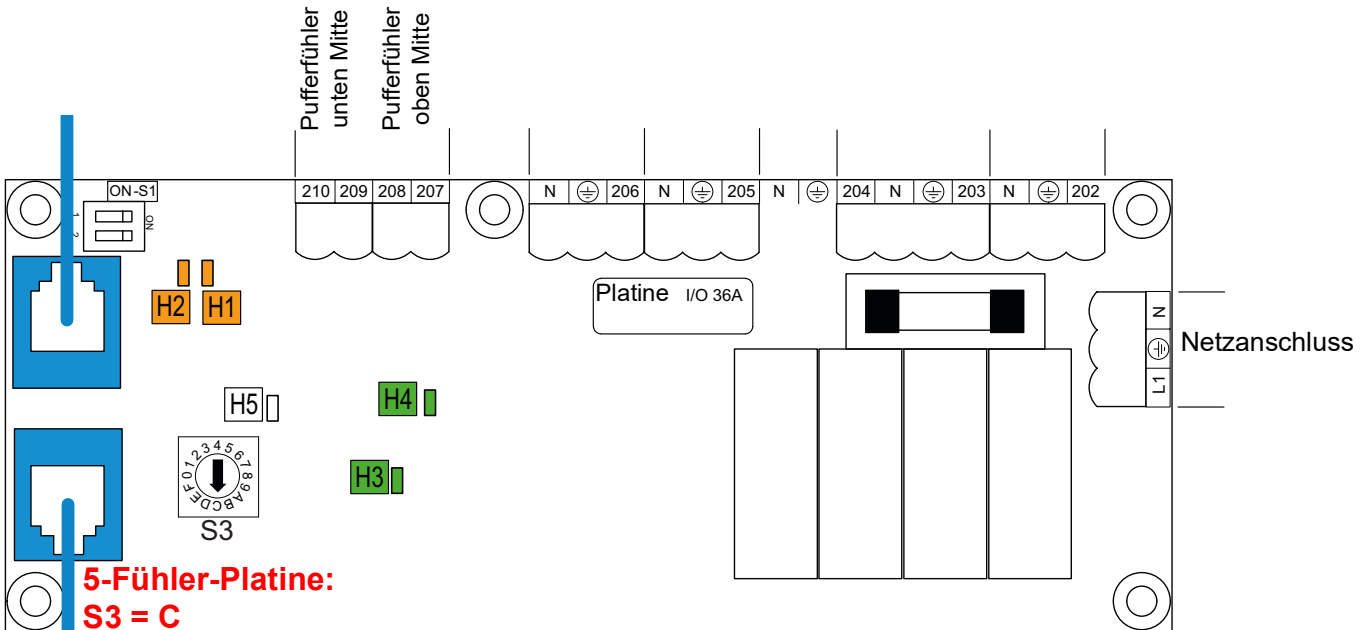 Pufferfühler
unten Mitte
Pufferfühler
oben Mitte
ON-S1
1
2
ON
210 209 208 207
N 206 N 205 N 204 N 203 N 202
H2 H1
Platine I/O 36A
N
L1
Netzanschluss
H5
H4
H3
0123456789ABCDEF
S3
5-Fühler-Platine:
S3 = C